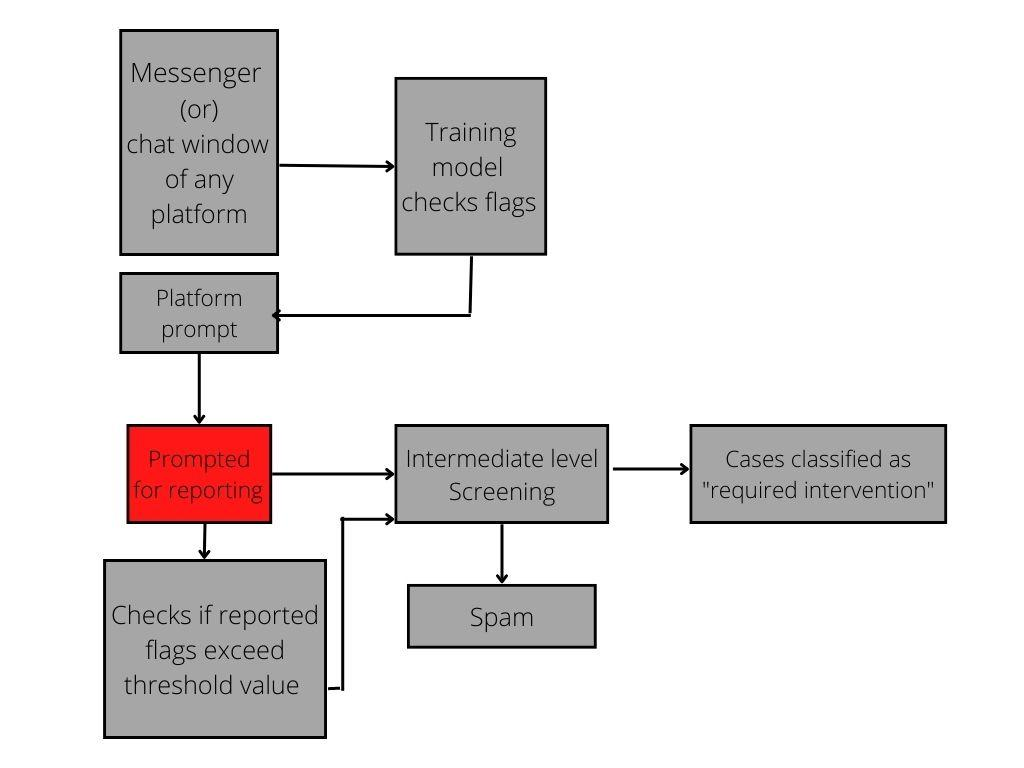 Messenger
(or)
chat window
of any
platform
Training
model
checks flags
Platform
prompt
Prompted
for reporting
Intermediate level
Screening
Cases classified as
"required intervention"
Checks if reported
flags exceed
threshold value
Spam